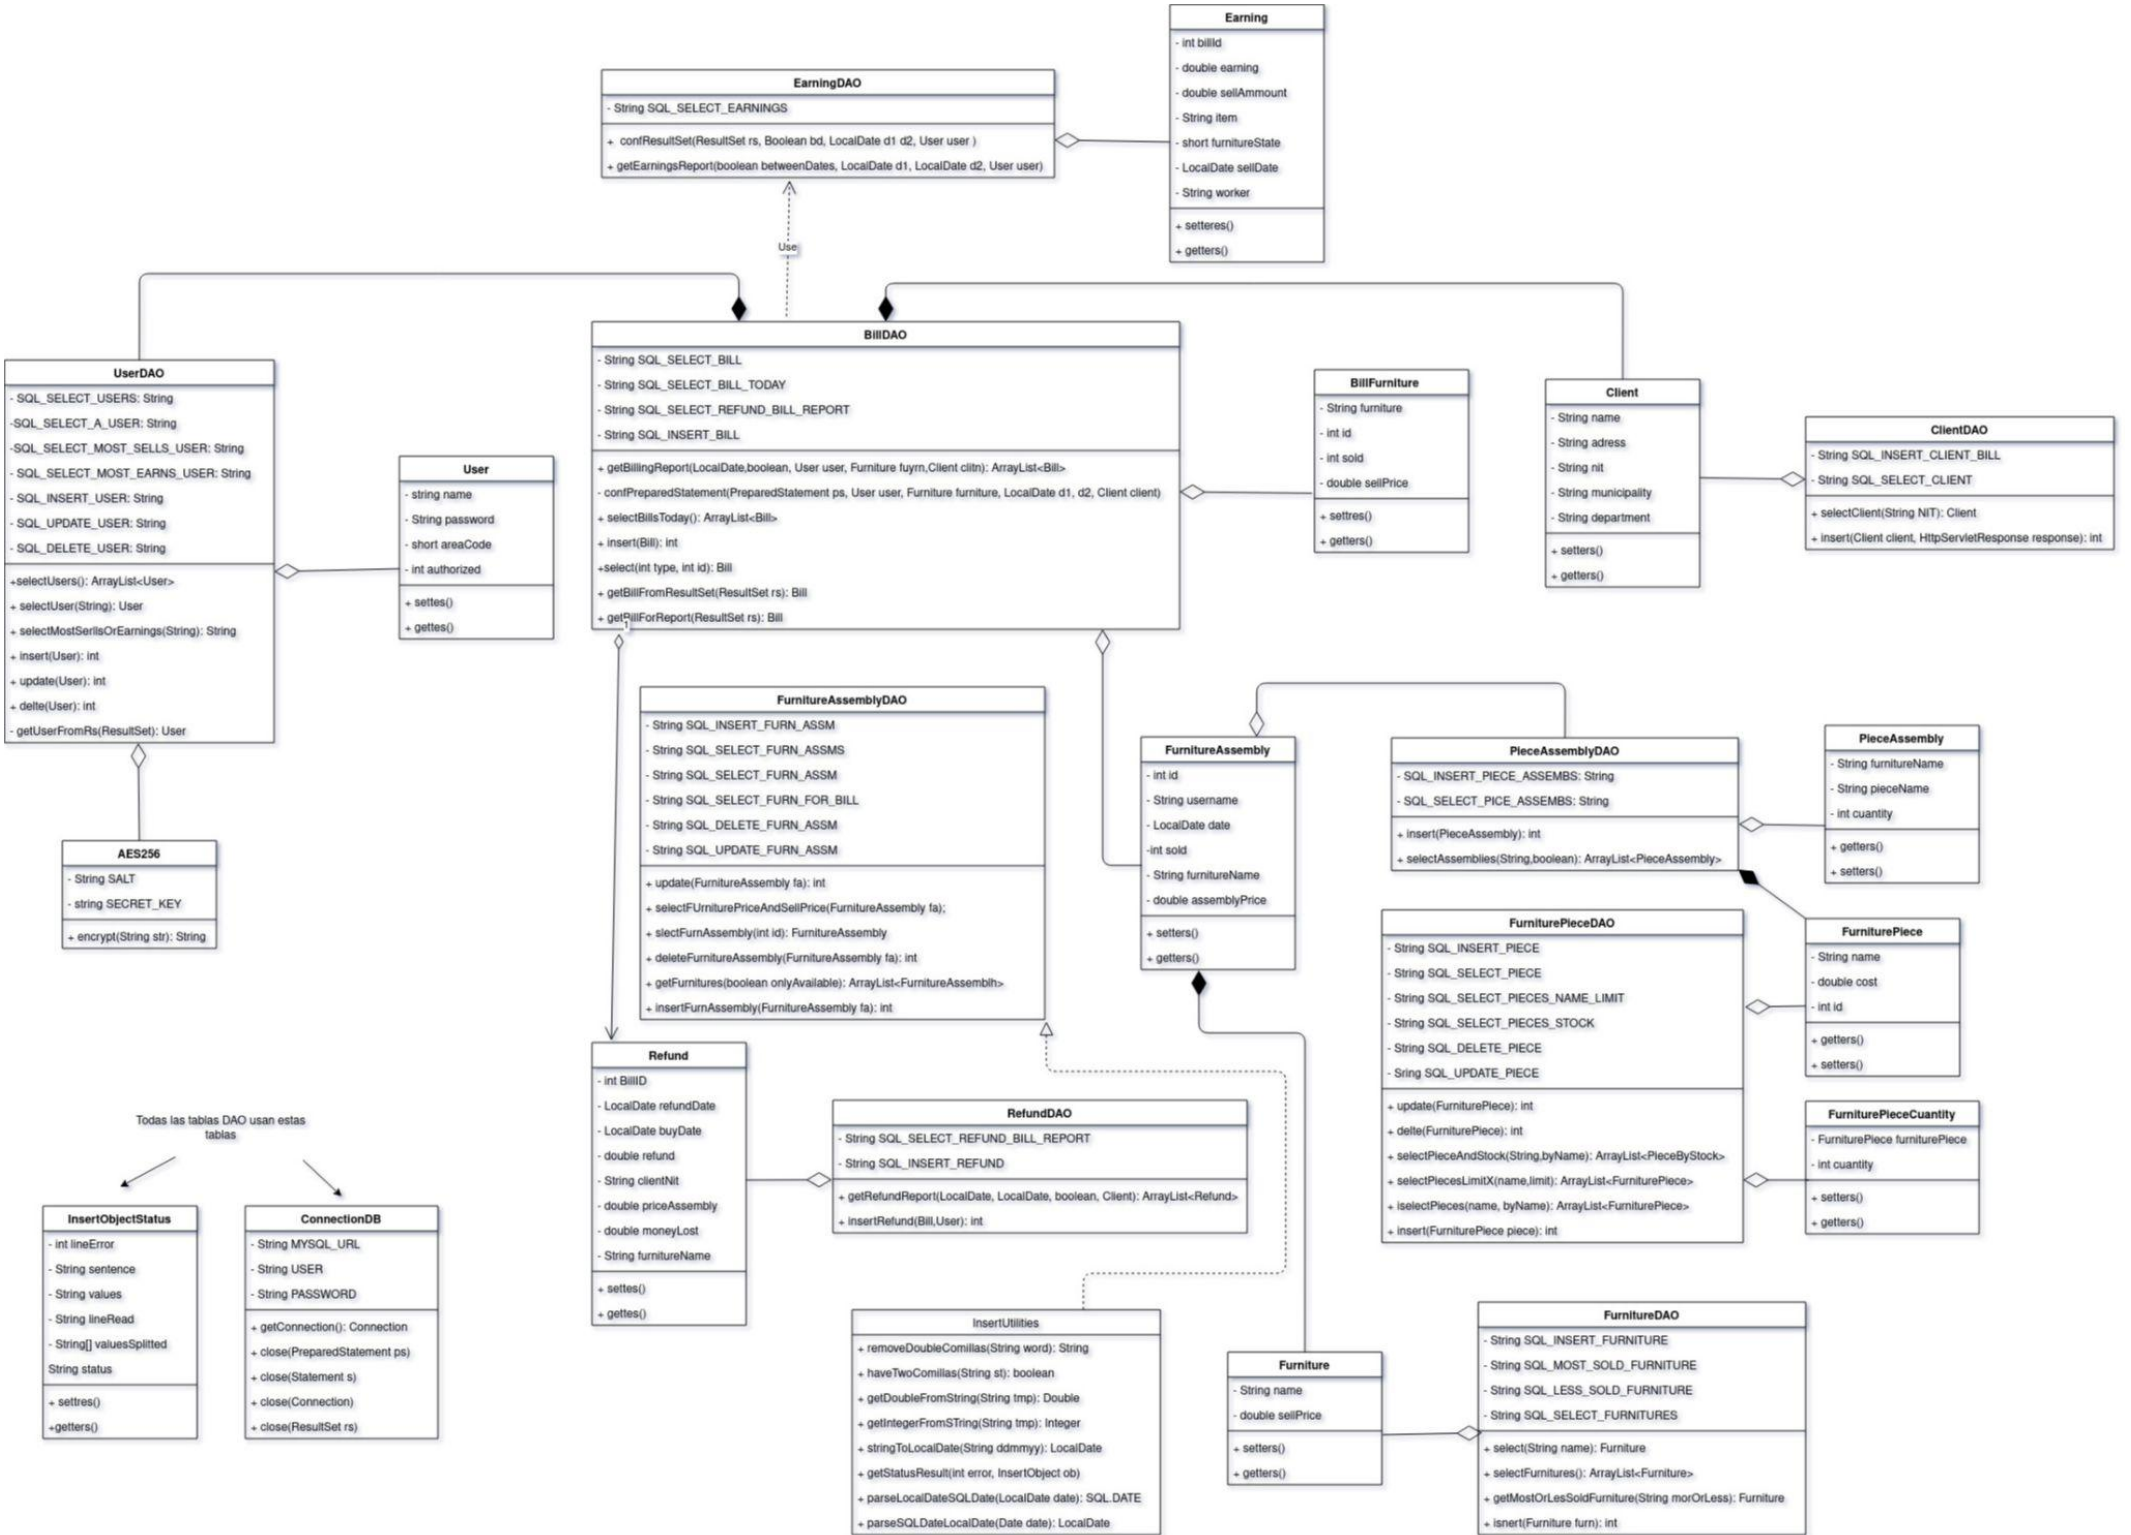 Earning
- int billId
- double earning
- double sellAmmount
- String item
- short furnitureState
- LocalDate sellDate
- String worker
+ setteres()
+ getters()
EarningDAO
- String SQL_SELECT_EARNINGS
+ confResultSet(ResultSet rs, Boolean bd, LocalDate d1 d2, User user )
+ getEarningsReport(boolean betweenDates, LocalDate d1, LocalDate d2, User user)
Use
UserDAO
- SQL_SELECT_USERS: String
-SQL_SELECT_A_USER: String
-SQL_SELECT_MOST_SELLS_USER: String
- SQL_SELECT_MOST_EARNS_USER: String
- SQL_INSERT_USER: String
- SQL_UPDATE_USER: String
- SQL_DELETE_USER: String
+selectUsers(): ArrayList<User>
+ selectUser(String): User
+ selectMostSerllsOrEarnings(String): String
+ insert(User): int
+ update(User): int
+ delte(User): int
- getUserFromRs(ResultSet): User
User
- string name
- String password
- short areaCode
- int authorized
+ settes()
+ gettes()
BillDAO
- String SQL_SELECT_BILL
- String SQL_SELECT_BILL_TODAY
- String SQL_SELECT_REFUND_BILL_REPORT
- String SQL_INSERT_BILL
+ getBillingReport(LocalDate,boolean, User user, Furniture fuyrn,Client clitn): ArrayList<Bill>
- confPreparedStatement(PreparedStatement ps, User user, Furniture furniture, LocalDate d1, d2, Client client)
+ selectBillsToday(): ArrayList<Bill>
+ insert(Bill): int
+select(int type, int id): Bill
+ getBillFromResultSet(ResultSet rs): Bill
+ getBillForReport(ResultSet rs): Bill
1
BillFurniture
- String furniture
- int id
- int sold
- double sellPrice
+ settres()
+ getters()
Client
- String name
- String adress
- String nit
- String municipality
- String department
+ setters()
+ getters()
ClientDAO
- String SQL_INSERT_CLIENT_BILL
- String SQL_SELECT_CLIENT
+ selectClient(String NIT): Client
+ insert(Client client, HttpServletResponse response): int
AES256
- String SALT
- string SECRET_KEY
+ encrypt(String str): String
FurnitureAssemblyDAO
- String SQL_INSERT_FURN_ASSM
- String SQL_SELECT_FURN_ASSMS
- String SQL_SELECT_FURN_ASSM
- String SQL_SELECT_FURN_FOR_BILL
- String SQL_DELETE_FURN_ASSM
- String SQL_UPDATE_FURN_ASSM
+ update(FurnitureAssembly fa): int
+ selectFUrniturePriceAndSellPrice(FurnitureAssembly fa);
+ slectFurnAssembly(int id): FurnitureAssembly
+ deleteFurnitureAssembly(FurnitureAssembly fa): int
+ getFurnitures(boolean onlyAvailable): ArrayList<FurnitureAssemblh>
+ insertFurnAssembly(FurnitureAssembly fa): int
FurnitureAssembly
- int id
- String username
- LocalDate date
-int sold
- String furnitureName
- double assemblyPrice
+ setters()
+ getters()
PieceAssemblyDAO
- SQL_INSERT_PIECE_ASSEMBS: String
- SQL_SELECT_PICE_ASSEMBS: String
+ insert(PieceAssembly): int
+ selectAssemblies(String,boolean): ArrayList<PieceAssembly>
PieceAssembly
- String furnitureName
- String pieceName
- int cuantity
+ getters()
+ setters()
FurniturePieceDAO
- String SQL_INSERT_PIECE
- String SQL_SELECT_PIECE
- String SQL_SELECT_PIECES_NAME_LIMIT
- String SQL_SELECT_PIECES_STOCK
- String SQL_DELETE_PIECE
- Sring SQL_UPDATE_PIECE
+ update(FurniturePiece): int
+ delte(FurniturePiece): int
+ selectPieceAndStock(String,byName): ArrayList<PieceByStock>
+ selectPiecesLimitX(name,limit): ArrayList<FurniturePiece>
+ iselectPieces(name, byName): ArrayList<FurniturePiece>
+ insert(FurniturePiece piece): int
FurniturePiece
- String name
- double cost
- int id
+ getters()
+ setters()
FurniturePieceCuantity
- FurniturePiece furniturePiece
- int cuantity
+ setters()
+ getters()
Refund
- int BillID
- LocalDate refundDate
- LocalDate buyDate
- double refund
- String clientNit
- double priceAssembly
- double moneyLost
- String furnitureName
+ settes()
+ gettes()
RefundDAO
- String SQL_SELECT_REFUND_BILL_REPORT
- String SQL_INSERT_REFUND
+ getRefundReport(LocalDate, LocalDate, boolean, Client): ArrayList<Refund>
+ insertRefund(Bill,User): int
Todas las tablas DAO usan estas
tablas
InsertObjectStatus
- int lineError
- String sentence
- String values
- String lineRead
- String[] valuesSplitted
String status
+ settres()
+getters()
ConnectionDB
- String MYSQL_URL
- String USER
- String PASSWORD
+ getConnection(): Connection
+ close(PreparedStatement ps)
+ close(Statement s)
+ close(Connection)
+ close(ResultSet rs)
InsertUtilities
+ removeDoubleComillas(String word): String
+ haveTwoComillas(String st): boolean
+ getDoubleFromString(String tmp): Double
+ getIntegerFromSTring(String tmp): Integer
+ stringToLocalDate(String ddmmyy): LocalDate
+ getStatusResult(int error, InsertObject ob)
+ parseLocalDateSQLDate(LocalDate date): SQL.DATE
+ parseSQLDateLocalDate(Date date): LocalDate
Furniture
- String name
- double sellPrice
+ setters()
+ getters()
FurnitureDAO
- String SQL_INSERT_FURNITURE
- String SQL_MOST_SOLD_FURNITURE
- String SQL_LESS_SOLD_FURNITURE
- String SQL_SELECT_FURNITURES
+ select(String name): Furniture
+ selectFurnitures(): ArrayList<Furniture>
+ getMostOrLesSoldFurniture(String morOrLess): Furniture
+ isnert(Furniture furn): int